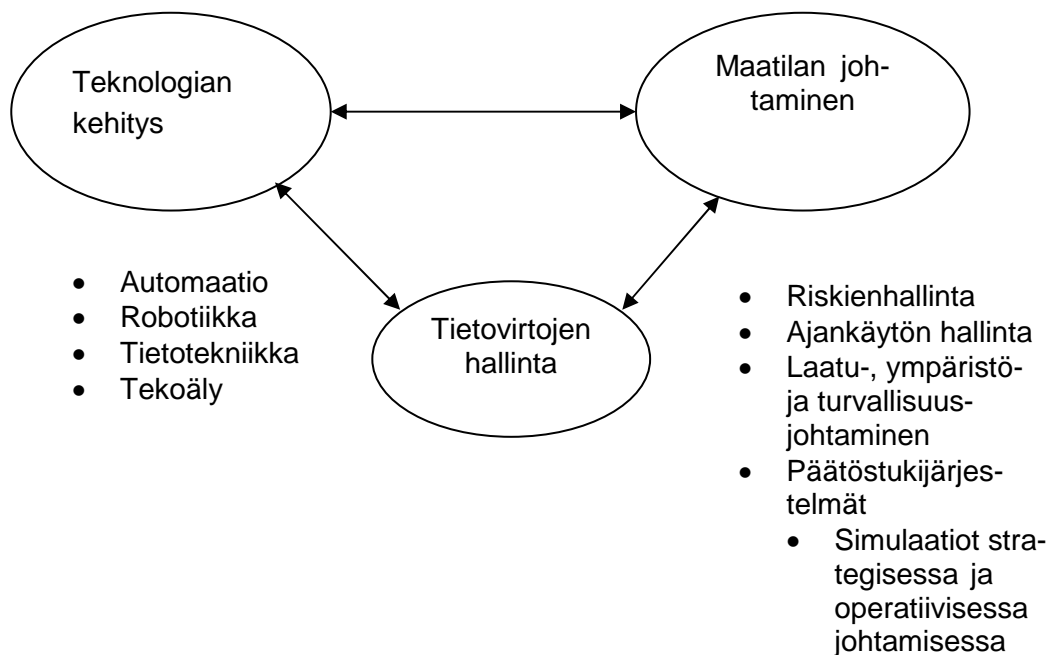 Teknologian
kehitys
Maatilan joh-
taminen
Tietovirtojen
hallinta
• Automaatio
• Robotiikka
• Tietotekniikka
• Tekoäly
• Riskienhallinta
• Ajankäytön hallinta
• Laatu-, ympäristö-
ja turvallisuus-
johtaminen
• Päätöstukijärjes-
telmät
• Simulaatiot stra-
tegisessa ja
operatiivisessa
johtamisessa